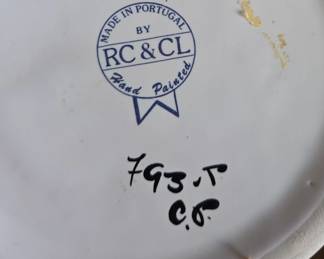 MADE IN PORTUGAL
BY
RC & CL
Hand Painted
793.T
C.T.